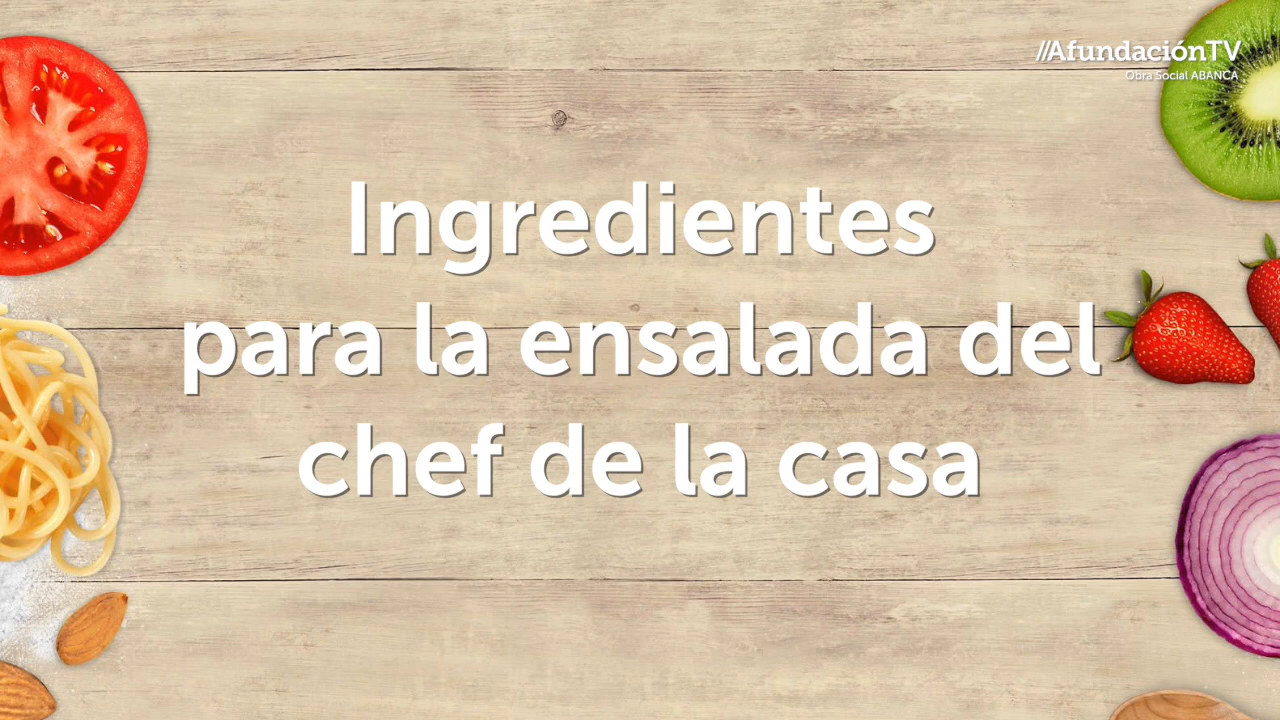 //AfundaciónTV
Obra Social ABANCA
Ingredientes
para la ensalada del
chef de la casa